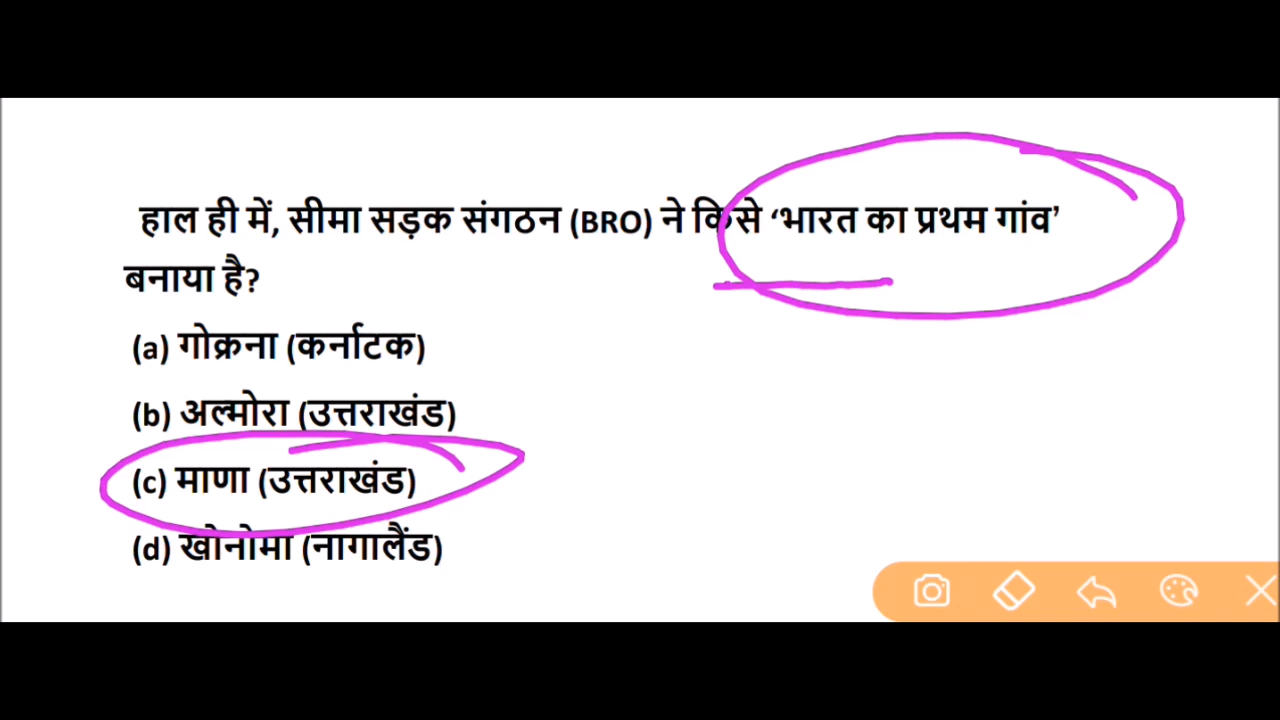 हाल ही में, सीमा सड़क संगठन (BRO) ने किसे ‘भारत का प्रथम गांव’
बनाया है?
(a) गोक्रना (कर्नाटक)
(b) अल्मोरा (उत्तराखंड)
(c) माणा (उत्तराखंड)
(d) खोनोमा (नागालैंड)